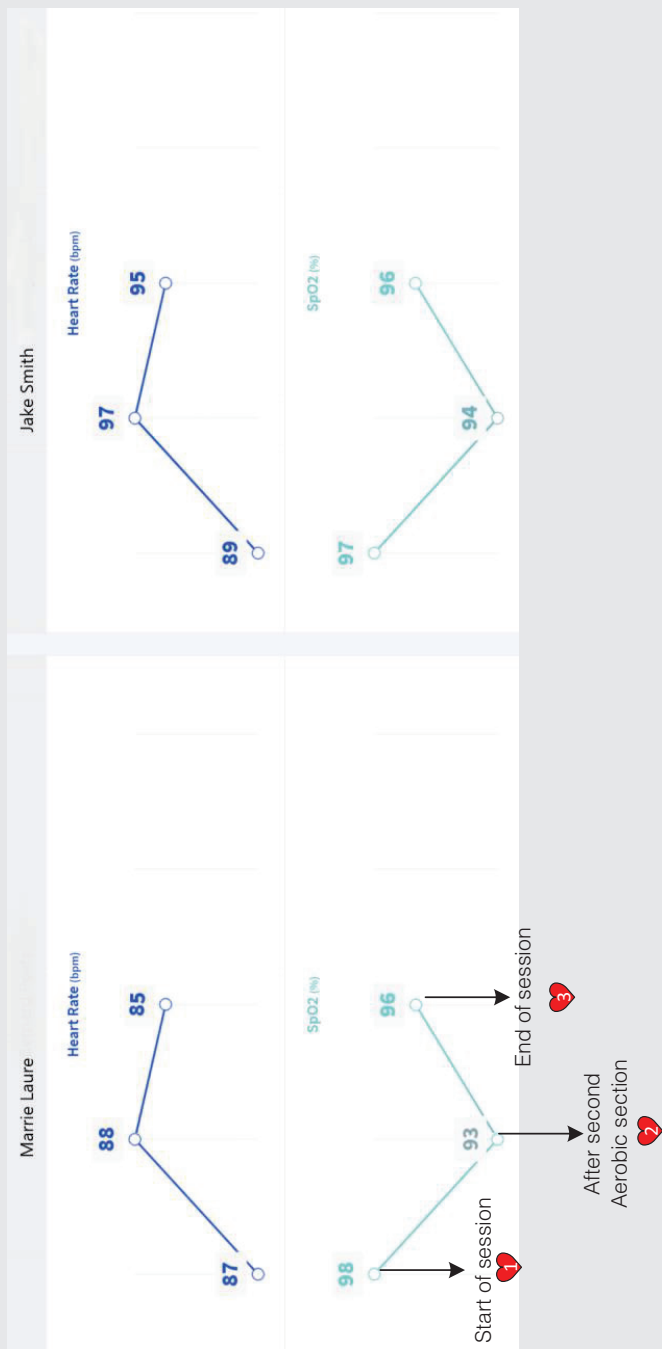 Marrie Laure
Heart Rate (bpm)
87
88
85
SpO2 (%)
98
93
96
Start of session
1
After second
Aerobic section
2
End of session
3
Jake Smith
Heart Rate (bpm)
89
97
95
SpO2 (%)
97
94
96